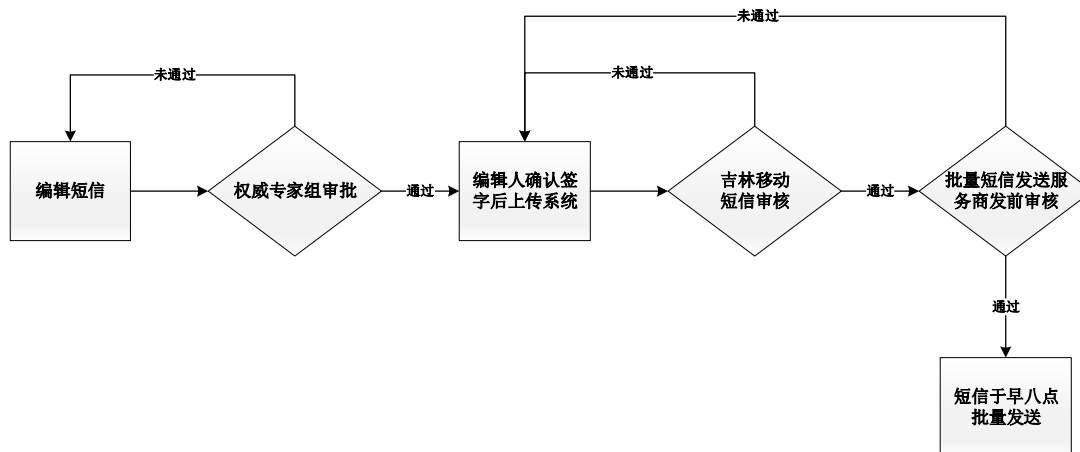 未通过
未通过
未通过
编辑短信
权威专家组审批
通过
编辑人确认签
字后上传系统
吉林移动
短信审核
通过
批量短信发送服
务商发前审核
通过
短信于早八点
批量发送